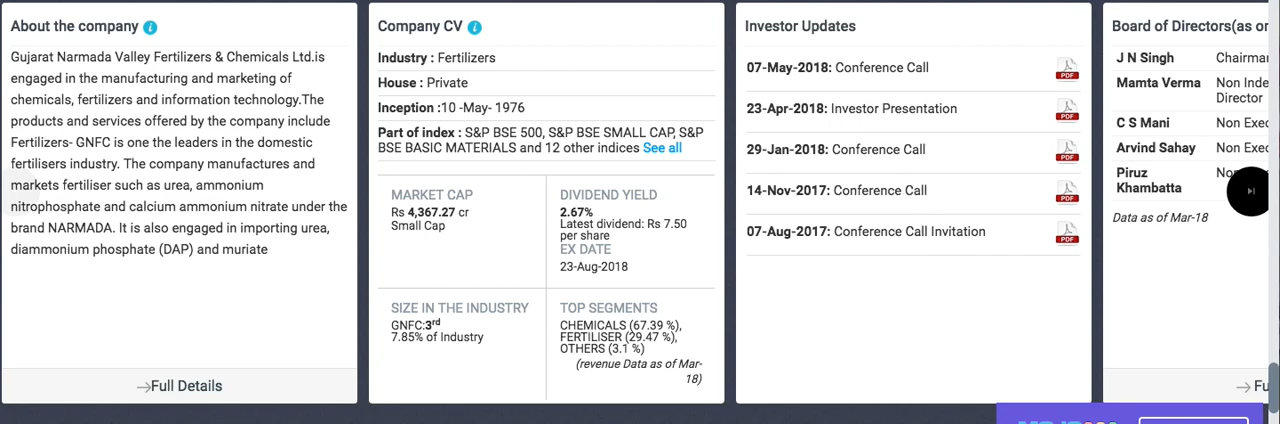 About the company i
Gujarat Narmada Valley Fertilizers & Chemicals Ltd.is
engaged in the manufacturing and marketing of
chemicals, fertilizers and information technology.The
products and services offered by the company include
Fertilizers- GNFC is one the leaders in the domestic
fertilisers industry. The company manufactures and
markets fertiliser such as urea, ammonium
nitrophosphate and calcium ammonium nitrate under the
brand NARMADA. It is also engaged in importing urea,
diammonium phosphate (DAP) and muriate
→Full Details
Company CV i
Industry : Fertilizers
House : Private
Inception :10 -May- 1976
Part of index : S&P BSE 500, S&P BSE SMALL CAP, S&P
BSE BASIC MATERIALS and 12 other indices See all
MARKET CAP
Rs 4,367.27 cr
Small Cap
DIVIDEND YIELD
2.67%
Latest dividend: Rs 7.50
per share
EX DATE
23-Aug-2018
SIZE IN THE INDUSTRY
GNFC:3rd
7.85% of Industry
TOP SEGMENTS
CHEMICALS (67.39 %),
FERTILISER (29.47 %),
OTHERS (3.1 %)
(revenue Data as of Mar-
18)
Investor Updates
07-May-2018: Conference Call PDF
23-Apr-2018: Investor Presentation PDF
29-Jan-2018: Conference Call PDF
14-Nov-2017: Conference Call PDF
07-Aug-2017: Conference Call Invitation PDF
Board of Directors(as on
J N Singh Chairman
Mamta Verma Non Inde
Director
C S Mani Non Exec
Arvind Sahay Non Exec
Piruz
Khambatta
Data as of Mar-18
→ Fu